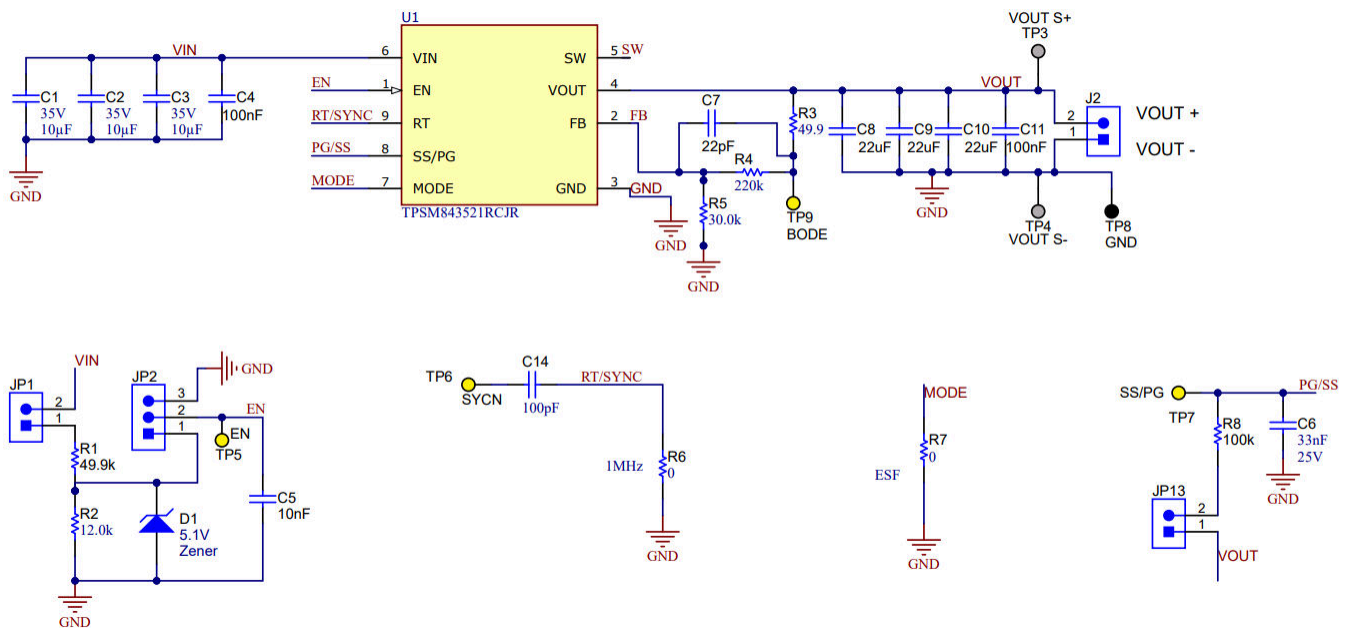 U1
VIN
6
VIN
SW
5
SW
C1
35V
10µF
C2
35V
10µF
C3
35V
10µF
C4
100nF
GND
EN
1
EN
VOUT
4
RT/SYNC
9
RT
FB
2
FB
PG/SS
8
SS/PG
MODE
7
MODE
GND
3
GND
TPSM843521RCJR
GND
C7
22pF
R4
220k
R5
30.0k
GND
R3
49.9
TP9
BODE
C8
22uF
C9
22uF
C10
22uF
C11
100nF
GND
VOUT
VOUT S+
TP3
TP4
VOUT S-
TP8
GND
J2
2
1
VOUT +
VOUT -
VIN
JP1
2
1
R1
49.9k
R2
12.0k
GND
JP2
3
2
1
GND
EN
EN
TP5
D1
5.1V
Zener
C5
10nF
TP6
SYCN
C14
100pF
RT/SYNC
1MHz
R6
0
GND
MODE
R7
0
ESF
GND
SS/PG
TP7
PG/SS
R8
100k
C6
33nF
25V
GND
JP13
2
1
VOUT